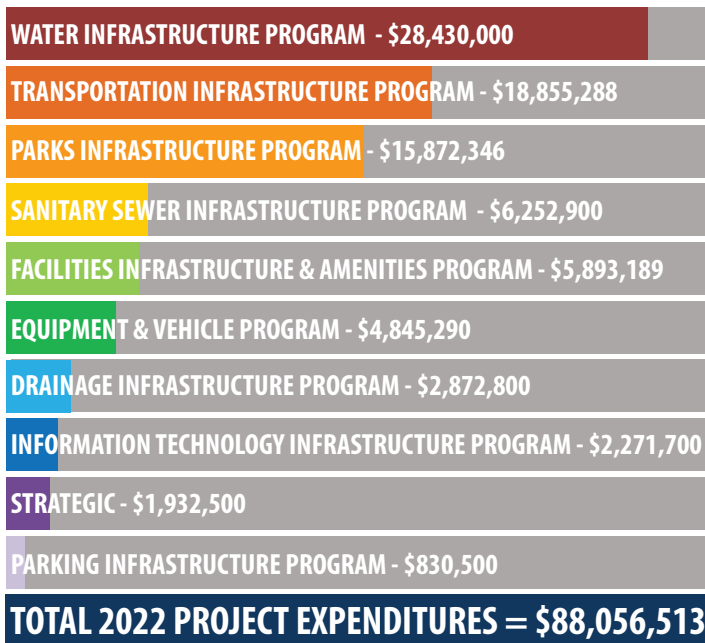 WATER INFRASTRUCTURE PROGRAM - $28,430,000
TRANSPORTATION INFRASTRUCTURE PROGRAM - $18,855,288
PARKS INFRASTRUCTURE PROGRAM - $15,872,346
SANITARY SEWER INFRASTRUCTURE PROGRAM - $6,252,900
FACILITIES INFRASTRUCTURE & AMENITIES PROGRAM - $5,893,189
EQUIPMENT & VEHICLE PROGRAM - $4,845,290
DRAINAGE INFRASTRUCTURE PROGRAM - $2,872,800
INFORMATION TECHNOLOGY INFRASTRUCTURE PROGRAM - $2,271,700
STRATEGIC - $1,932,500
PARKING INFRASTRUCTURE PROGRAM - $830,500
TOTAL 2022 PROJECT EXPENDITURES = $88,056,513